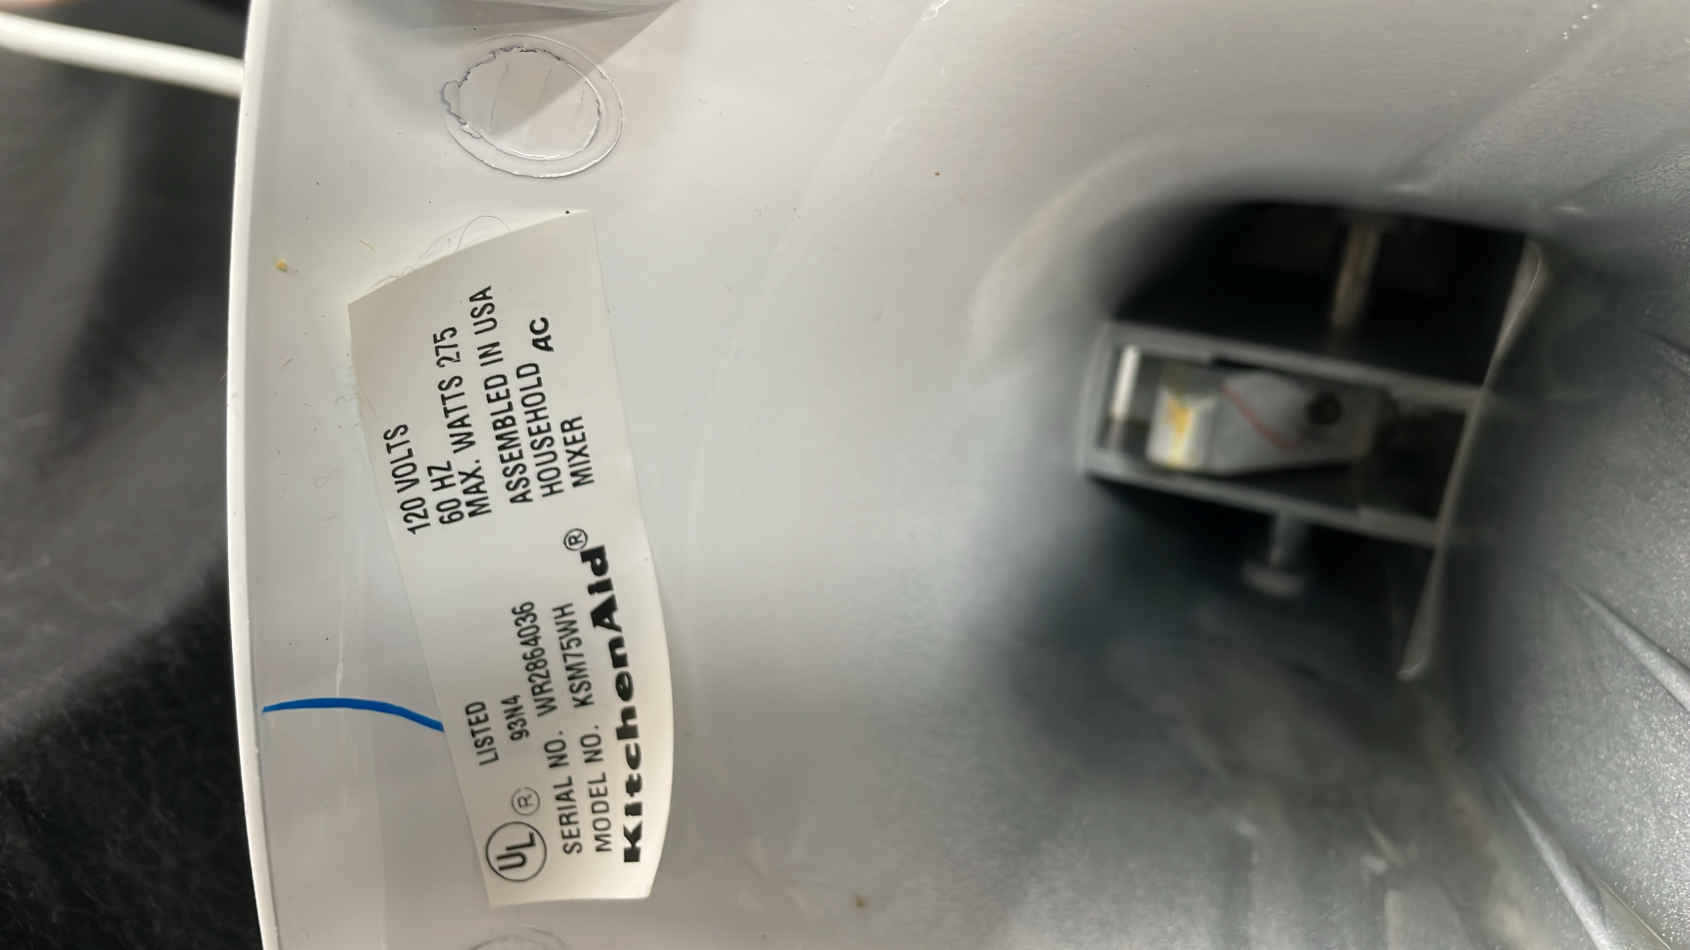 KitchenAid®
MODEL NO. KSM75WH
SERIAL NO. WR2864036
UL ® LISTED
93N4
MIXER
HOUSEHOLD AC
ASSEMBLED IN USA
MAX. WATTS 275
60 HZ
120 VOLTS